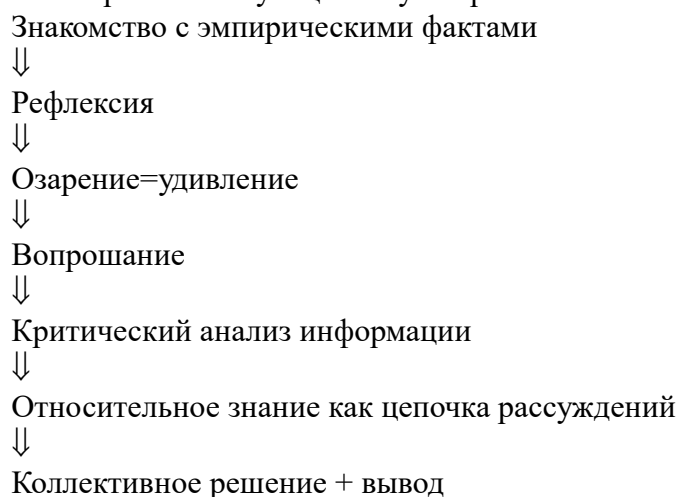 Знакомство с эмпирическими фактами
⇓
Рефлексия
⇓
Озарение=удивление
⇓
Вопрошание
⇓
Критический анализ информации
⇓
Относительное знание как цепочка рассуждений
⇓
Коллективное решение + вывод